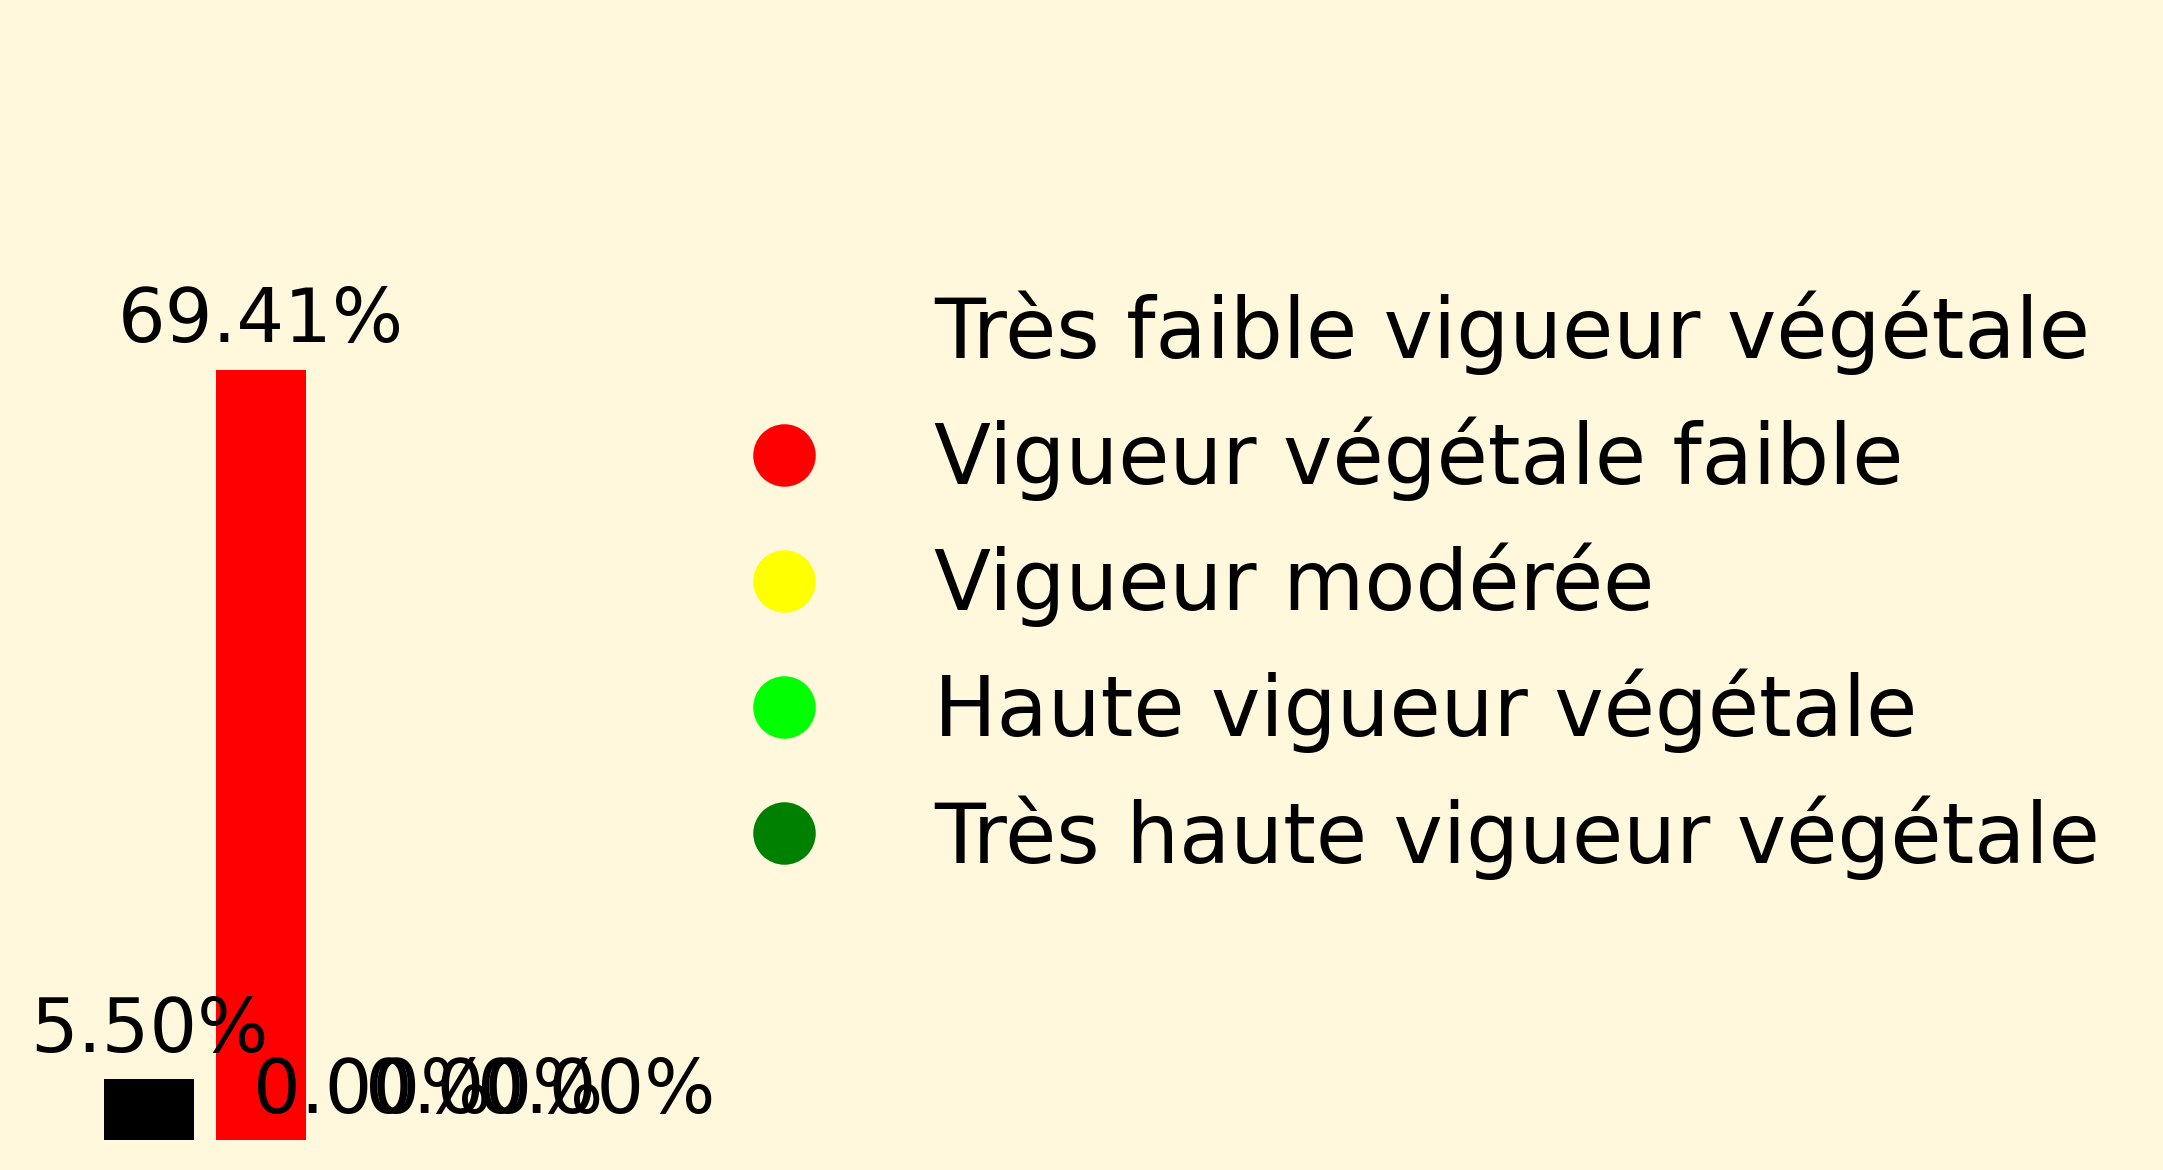 69.41%
Très faible vigueur végétale
Vigueur végétale faible
Vigueur modérée
Haute vigueur végétale
Très haute vigueur végétale
5.50%
0.00% 0.00% 0.00%